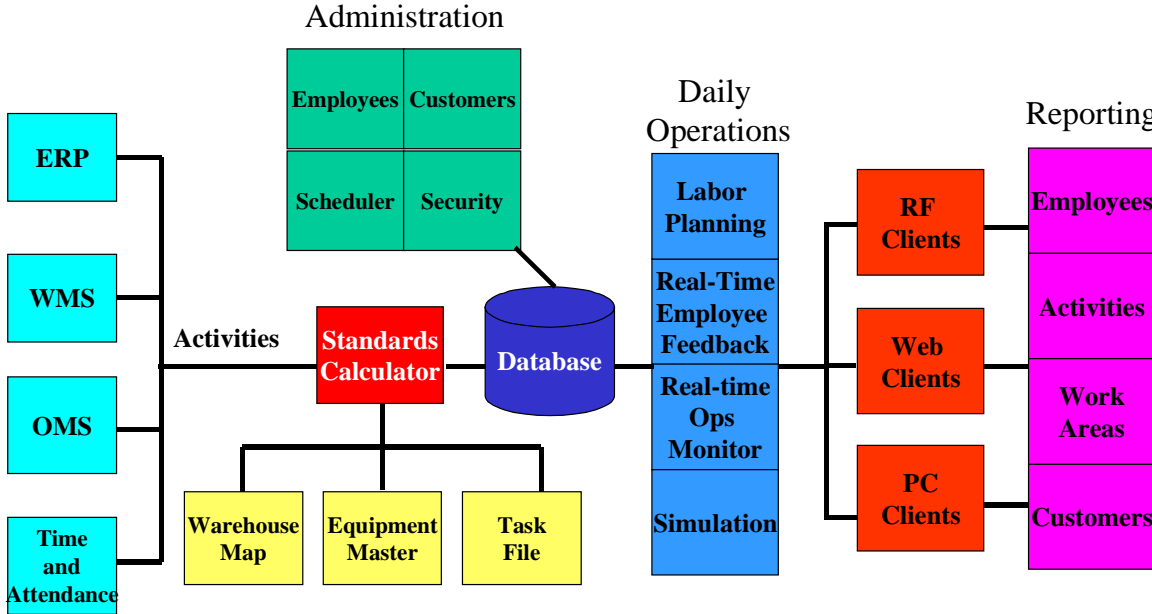 Administration
Employees
Customers
Scheduler
Security
ERP
WMS
OMS
Time
and
Attendance
Activities
Standards
Calculator
Warehouse
Map
Equipment
Master
Task
File
Database
Daily
Operations
Labor
Planning
Real-Time
Employee
Feedback
Real-time
Ops
Monitor
Simulation
RF
Clients
Web
Clients
PC
Clients
Reporting
Employees
Activities
Work
Areas
Customers